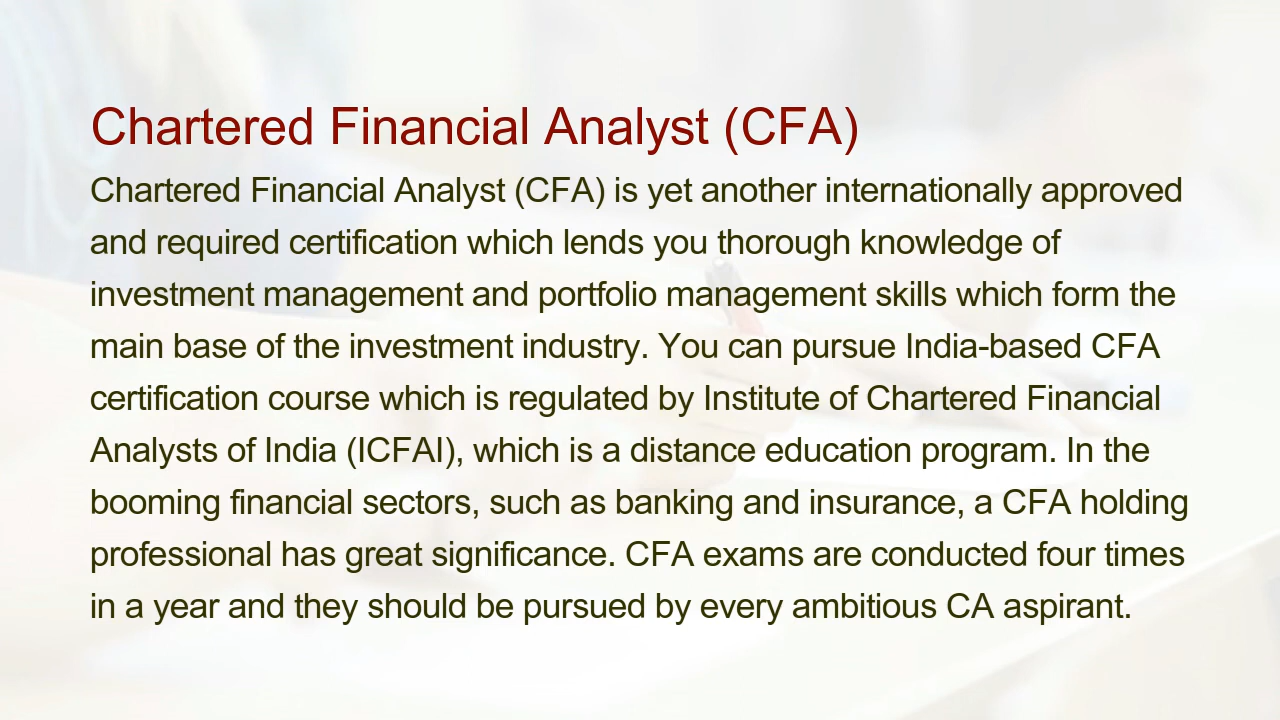 Chartered Financial Analyst (CFA)
Chartered Financial Analyst (CFA) is yet another internationally approved
and required certification which lends you thorough knowledge of
investment management and portfolio management skills which form the
main base of the investment industry. You can pursue India-based CFA
certification course which is regulated by Institute of Chartered Financial
Analysts of India (ICFAI), which is a distance education program. In the
booming financial sectors, such as banking and insurance, a CFA holding
professional has great significance. CFA exams are conducted four times
in a year and they should be pursued by every ambitious CA aspirant.